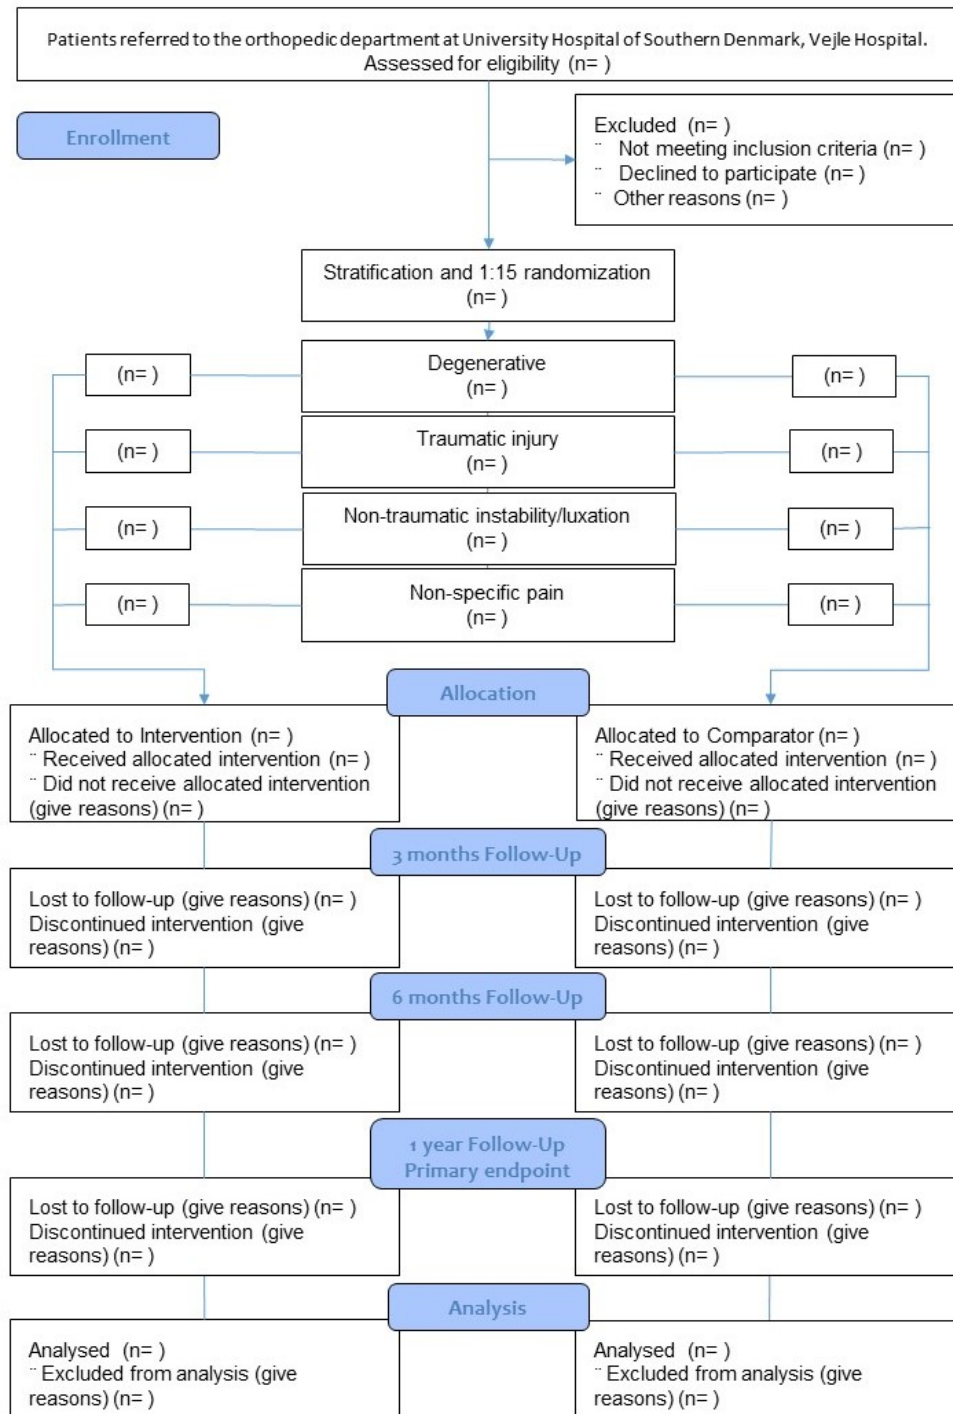 Patients referred to the orthopedic department at University Hospital of Southern Denmark, Vejle Hospital.
Assessed for eligibility (n= )
Enrollment
Excluded (n= )
¨ Not meeting inclusion criteria (n= )
¨ Declined to participate (n= )
¨ Other reasons (n= )
Stratification and 1:15 randomization
(n= )
Degenerative
(n= )
(n= )
(n= )
Traumatic injury
(n= )
(n= )
(n= )
Non-traumatic instability/luxation
(n= )
(n= )
(n= )
Non-specific pain
(n= )
(n= )
(n= )
Allocation
Allocated to Intervention (n= )
¨ Received allocated intervention (n= )
¨ Did not receive allocated intervention
(give reasons) (n= )
Allocated to Comparator (n= )
¨ Received allocated intervention (n= )
¨ Did not receive allocated intervention
(give reasons) (n= )
3 months Follow-Up
Lost to follow-up (give reasons) (n= )
Discontinued intervention (give
reasons) (n= )
Lost to follow-up (give reasons) (n= )
Discontinued intervention (give
reasons) (n= )
6 months Follow-Up
Lost to follow-up (give reasons) (n= )
Discontinued intervention (give
reasons) (n= )
Lost to follow-up (give reasons) (n= )
Discontinued intervention (give
reasons) (n= )
1 year Follow-Up
Primary endpoint
Lost to follow-up (give reasons) (n= )
Discontinued intervention (give
reasons) (n= )
Lost to follow-up (give reasons) (n= )
Discontinued intervention (give
reasons) (n= )
Analysis
Analysed (n= )
¨ Excluded from analysis (give
reasons) (n= )
Analysed (n= )
¨ Excluded from analysis (give
reasons) (n= )